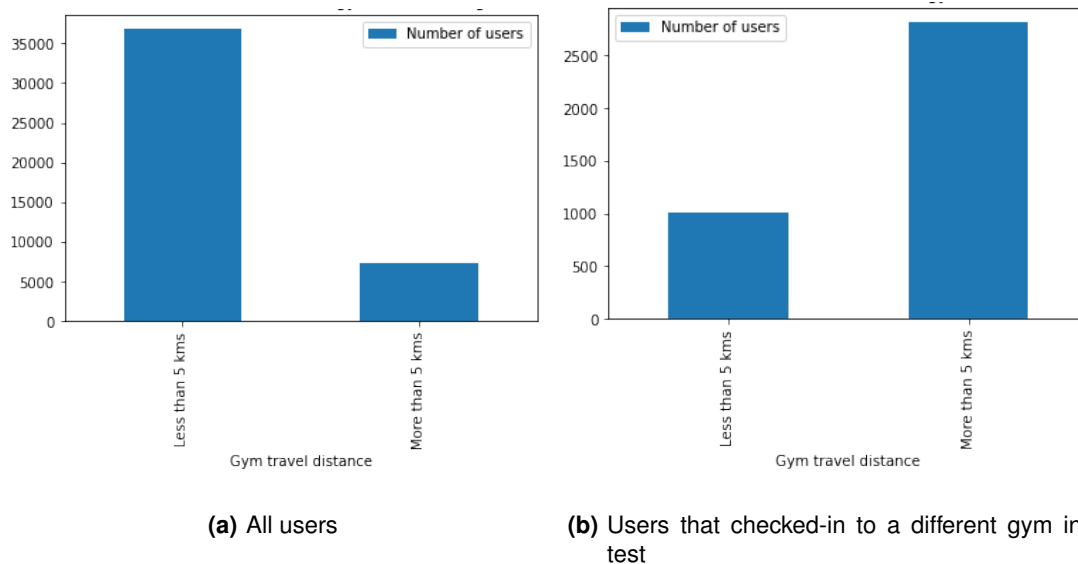 Number of users
35000
30000
25000
20000
15000
10000
5000
0
Less than 5 kms
More than 5 kms
Gym travel distance
(a) All users
Number of users
2500
2000
1500
1000
500
0
Less than 5 kms
More than 5 kms
Gym travel distance
(b) Users that checked-in to a different gym in
test